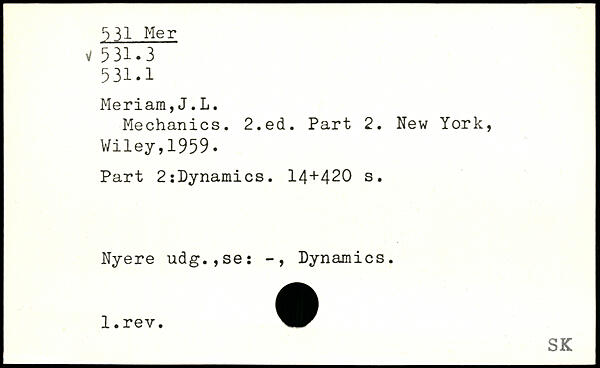 531 Mer
√ 531.3
531.1
Meriam,J.L.
Mechanics. 2.ed. Part 2. New York,
Wiley,1959.
Part 2:Dynamics. 14+420 s.
Nyere udg.,se: -, Dynamics.
1.rev.
SK